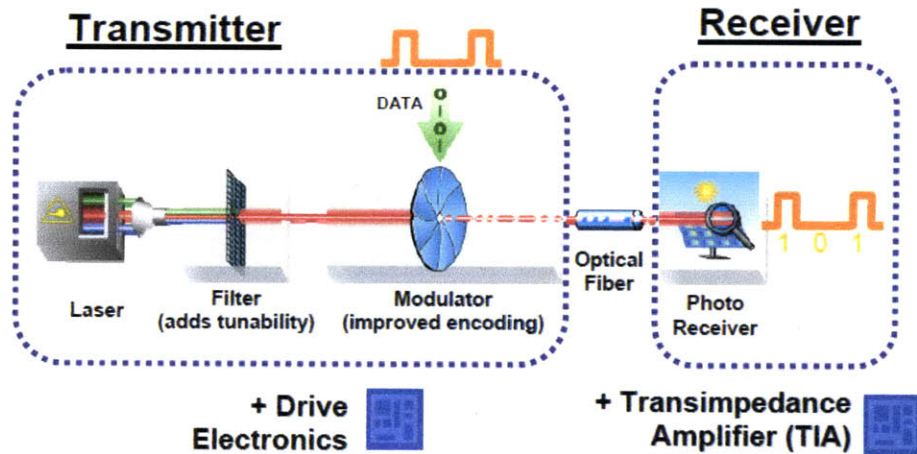 Transmitter
Receiver
DATA
0
1
0
1
Laser
Filter
(adds tunability)
Modulator
(improved encoding)
Optical
Fiber
Photo
Receiver
1 0 1
+ Drive
Electronics
+ Transimpedance
Amplifier (TIA)